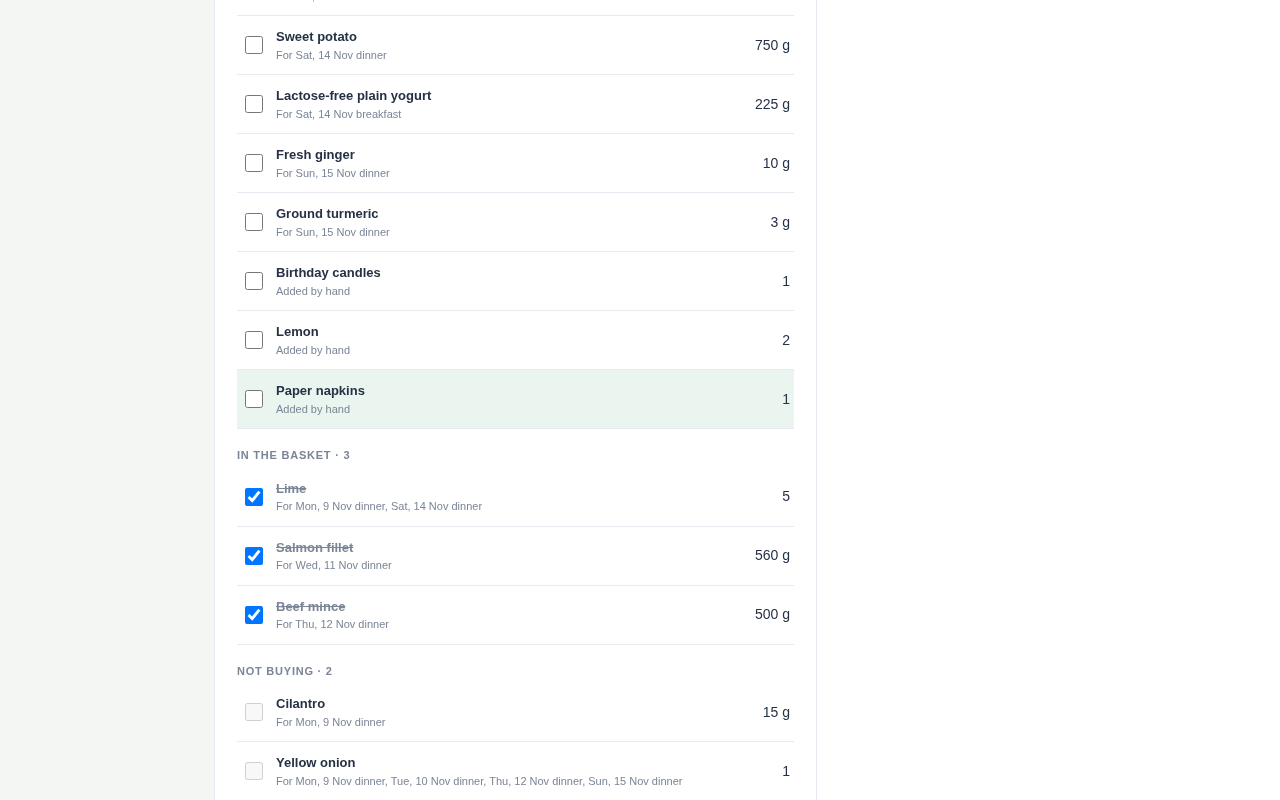 Sweet potato
For Sat, 14 Nov dinner
750 g
Lactose-free plain yogurt
For Sat, 14 Nov breakfast
225 g
Fresh ginger
For Sun, 15 Nov dinner
10 g
Ground turmeric
For Sun, 15 Nov dinner
3 g
Birthday candles
Added by hand
1
Lemon
Added by hand
2
Paper napkins
Added by hand
1
IN THE BASKET · 3
Lime
For Mon, 9 Nov dinner, Sat, 14 Nov dinner
5
Salmon fillet
For Wed, 11 Nov dinner
560 g
Beef mince
For Thu, 12 Nov dinner
500 g
NOT BUYING · 2
Cilantro
For Mon, 9 Nov dinner
15 g
Yellow onion
For Mon, 9 Nov dinner, Tue, 10 Nov dinner, Thu, 12 Nov dinner, Sun, 15 Nov dinner
1